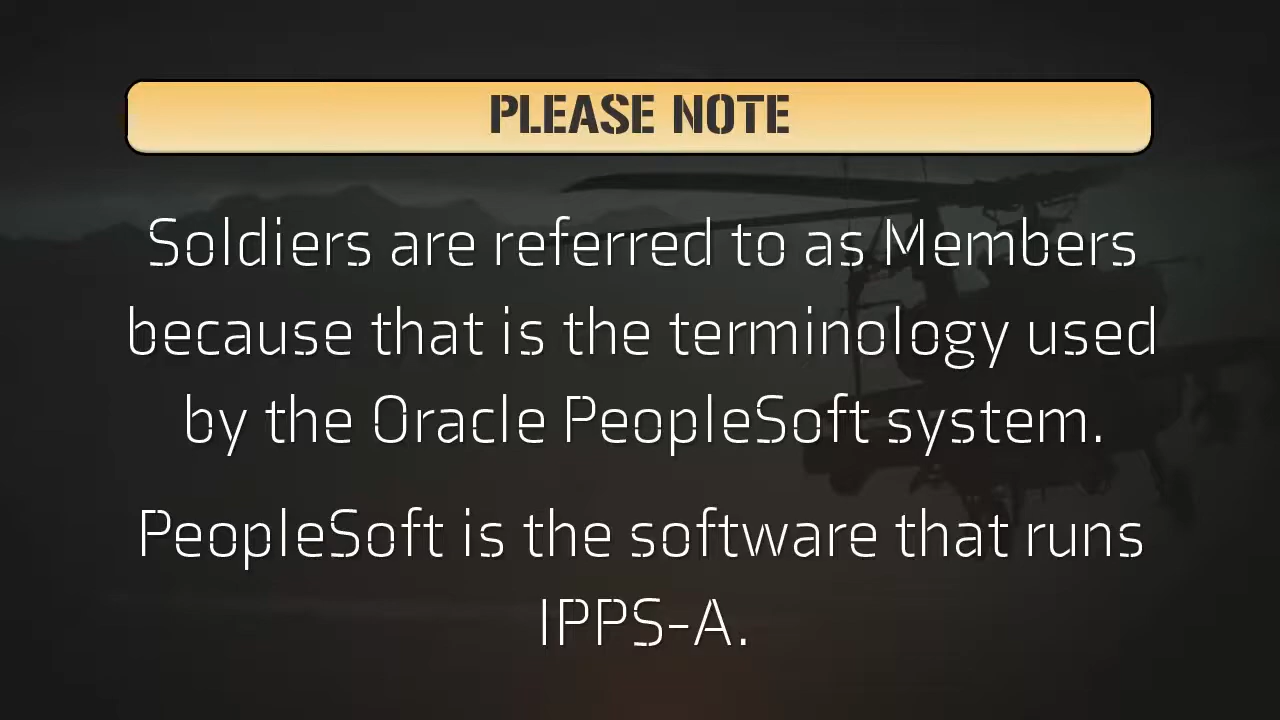 PLEASE NOTE
Soldiers are referred to as Members
because that is the terminology used
by the Oracle PeopleSoft system.
PeopleSoft is the software that runs
IPPS-A.